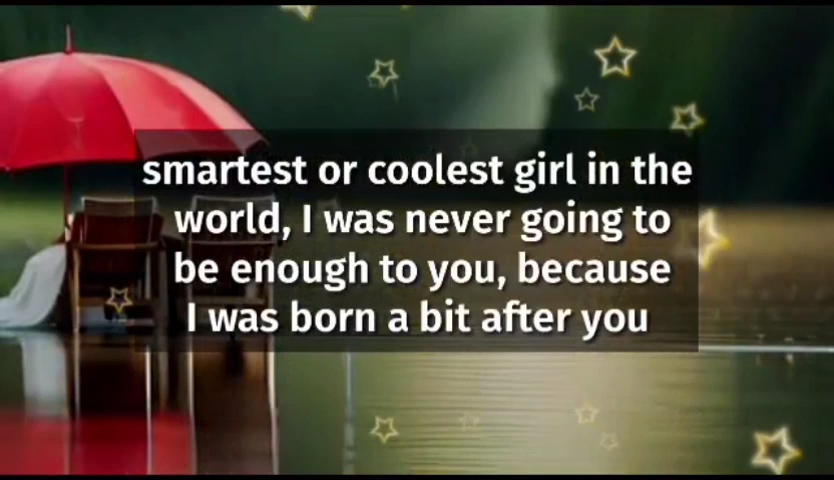 smartest or coolest girl in the
world, I was never going to
be enough to you, because
I was born a bit after you